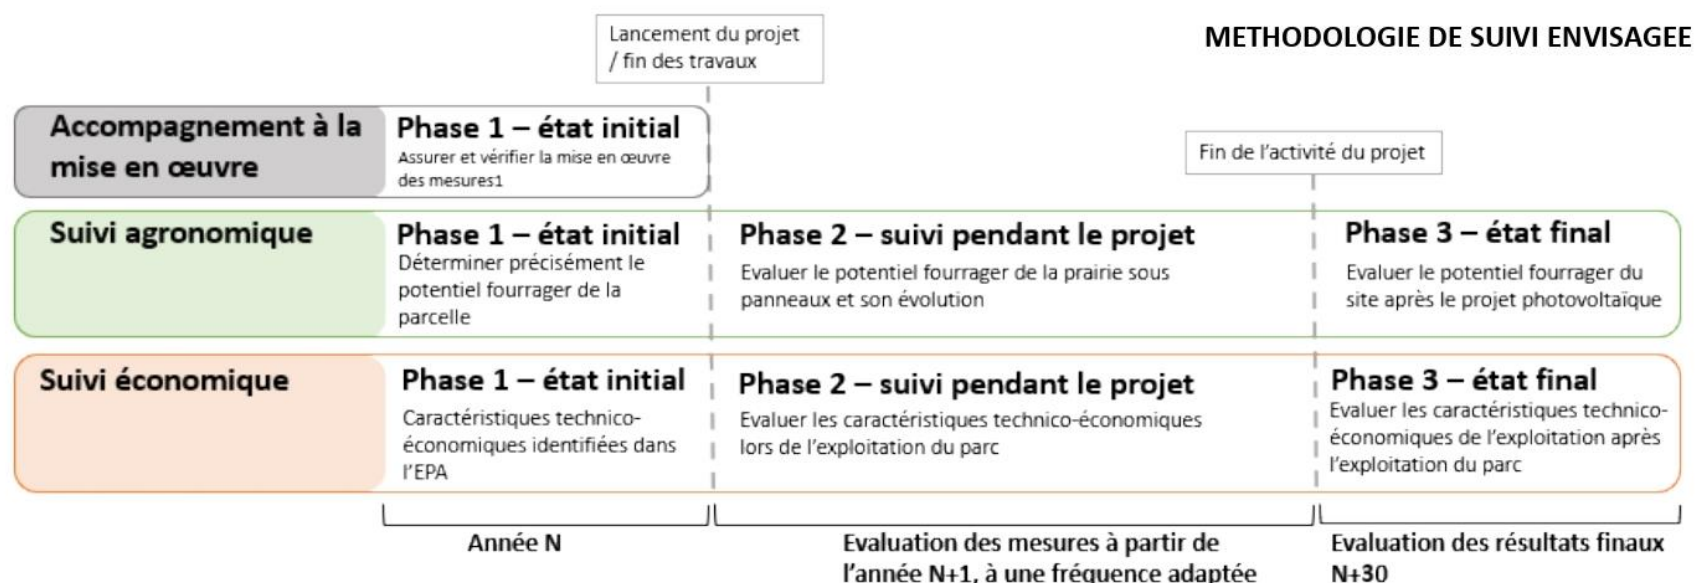 METHODOLOGIE DE SUIVI ENVISAGEE
Lancement du projet
/ fin des travaux
Fin de l'activité du projet
Accompagnement à la
mise en œuvre
Phase 1 – état initial
Assurer et vérifier la mise en œuvre
des mesures1
Suivi agronomique
Phase 1 – état initial
Déterminer précisément le
potentiel fourrager de la
parcelle
Phase 2 – suivi pendant le projet
Evaluer le potentiel fourrager de la prairie sous
panneaux et son évolution
Phase 3 – état final
Evaluer le potentiel fourrager du
site après le projet photovoltaïque
Suivi économique
Phase 1 – état initial
Caractéristiques technico-
économiques identifiées dans
l'EPA
Phase 2 – suivi pendant le projet
Evaluer les caractéristiques technico-économiques
lors de l'exploitation du parc
Phase 3 – état final
Evaluer les caractéristiques technico-
économiques de l'exploitation après
l'exploitation du parc
Année N
Evaluation des mesures à partir de
l'année N+1, à une fréquence adaptée
Evaluation des résultats finaux
N+30